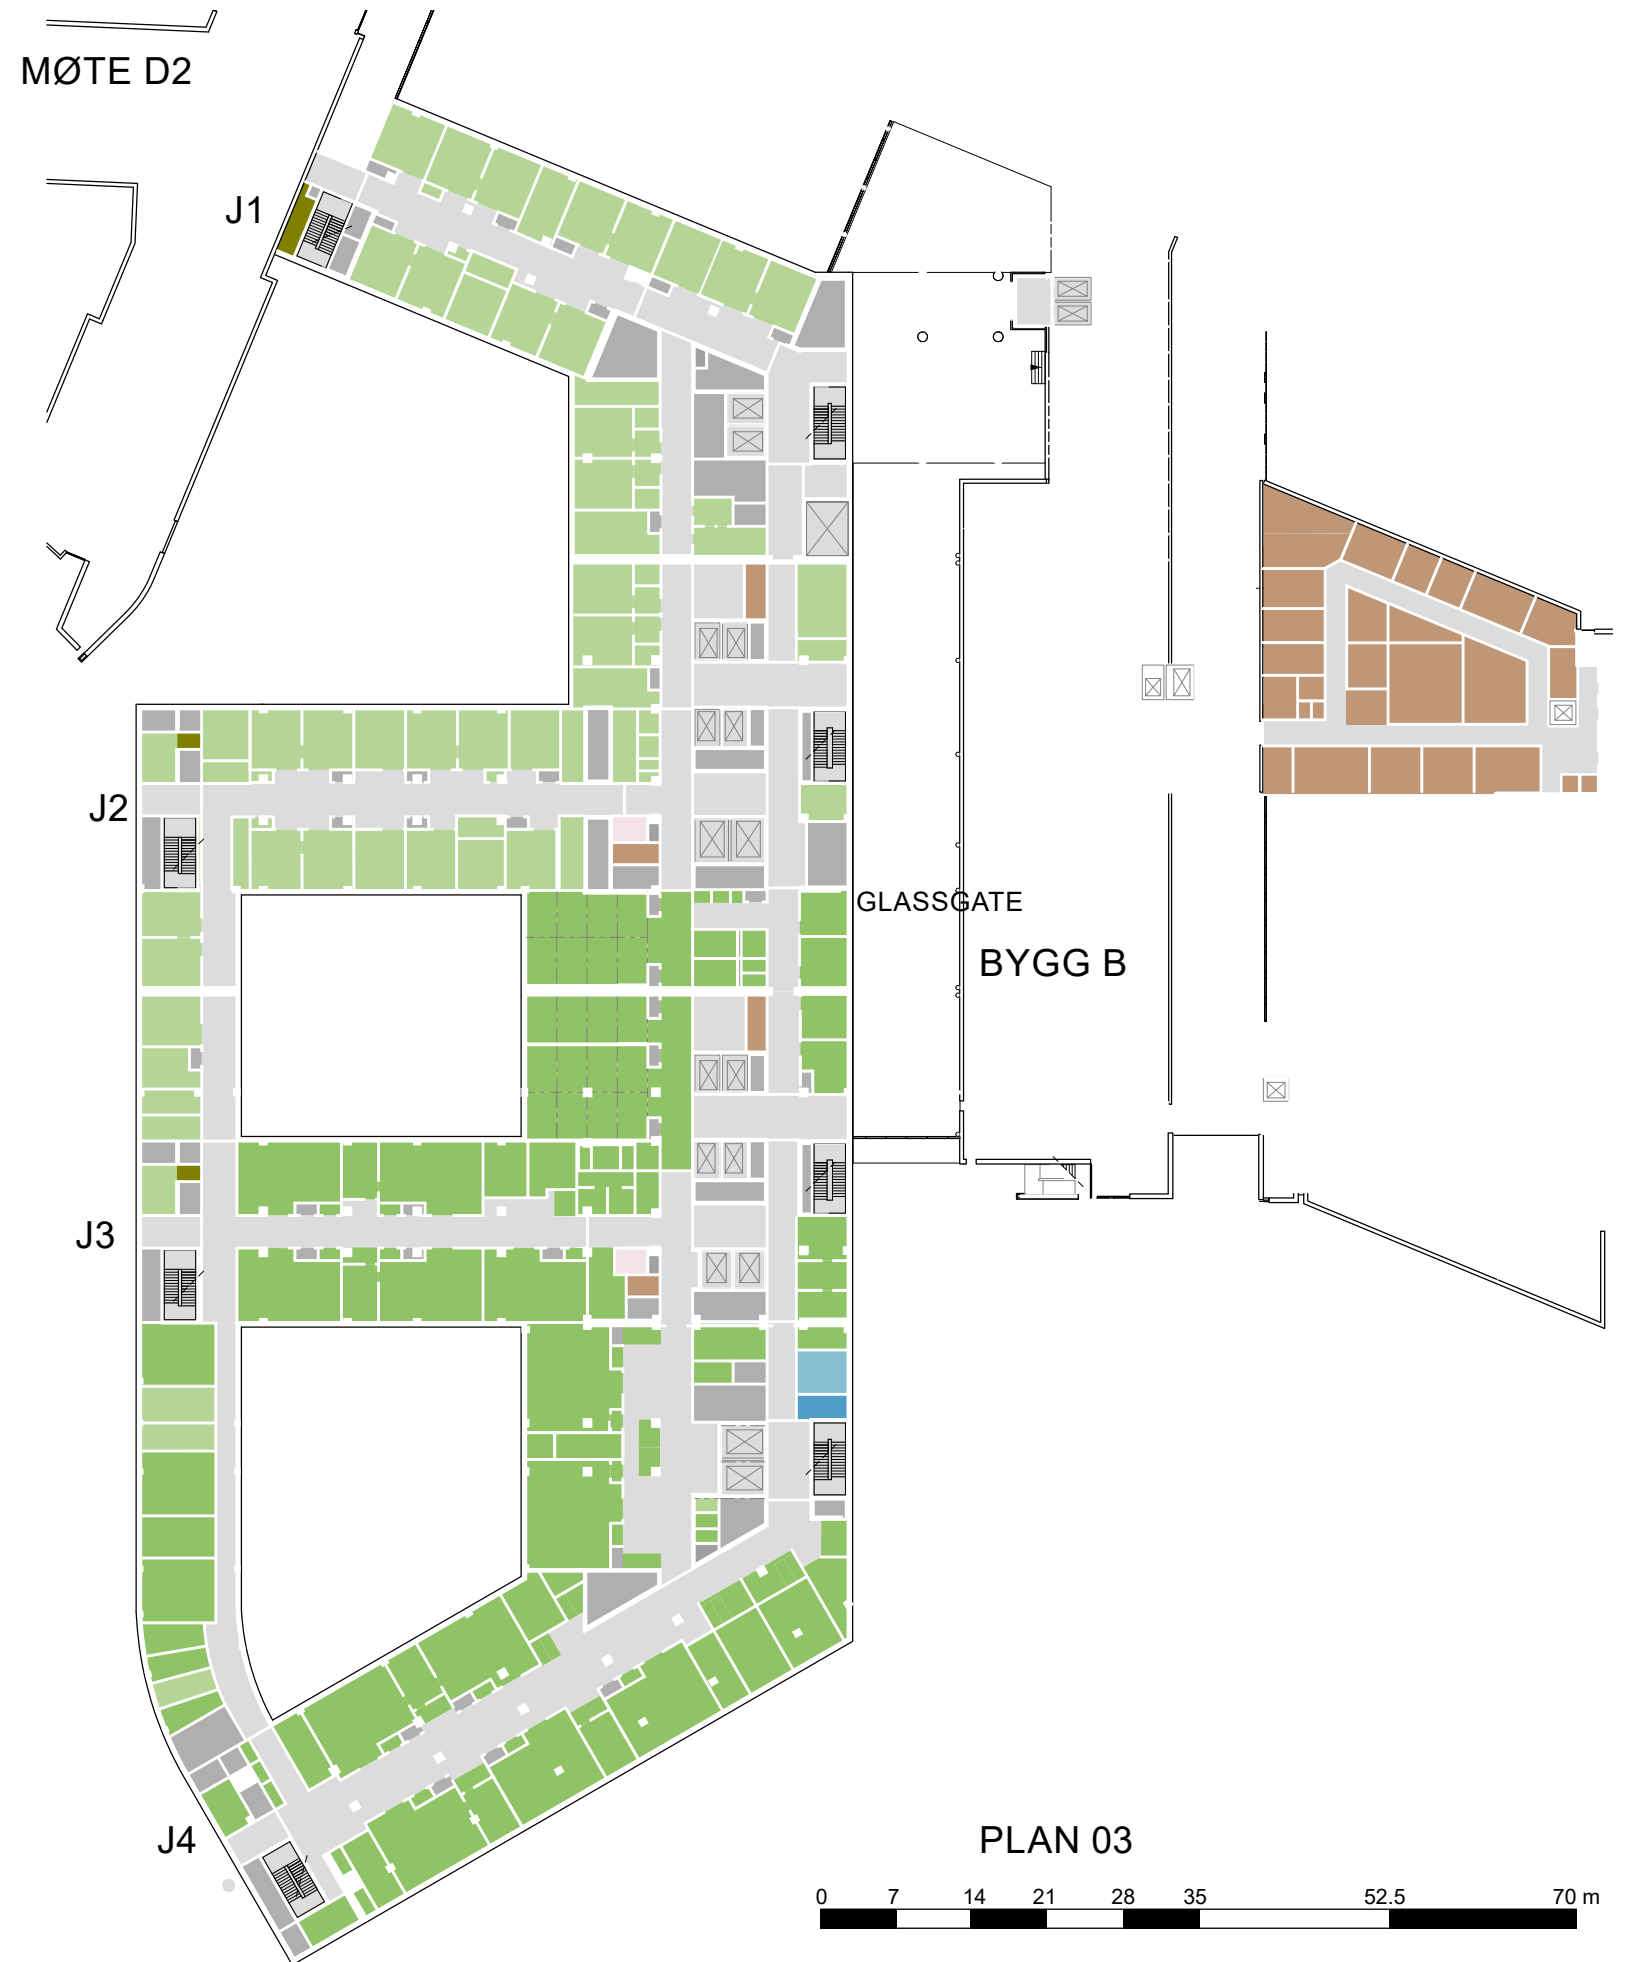 MØTE D2
J1
J2
GLASSGATE
BYGG B
J3
J4
PLAN 03
0 7 14 21 28 35 52.5 70 m